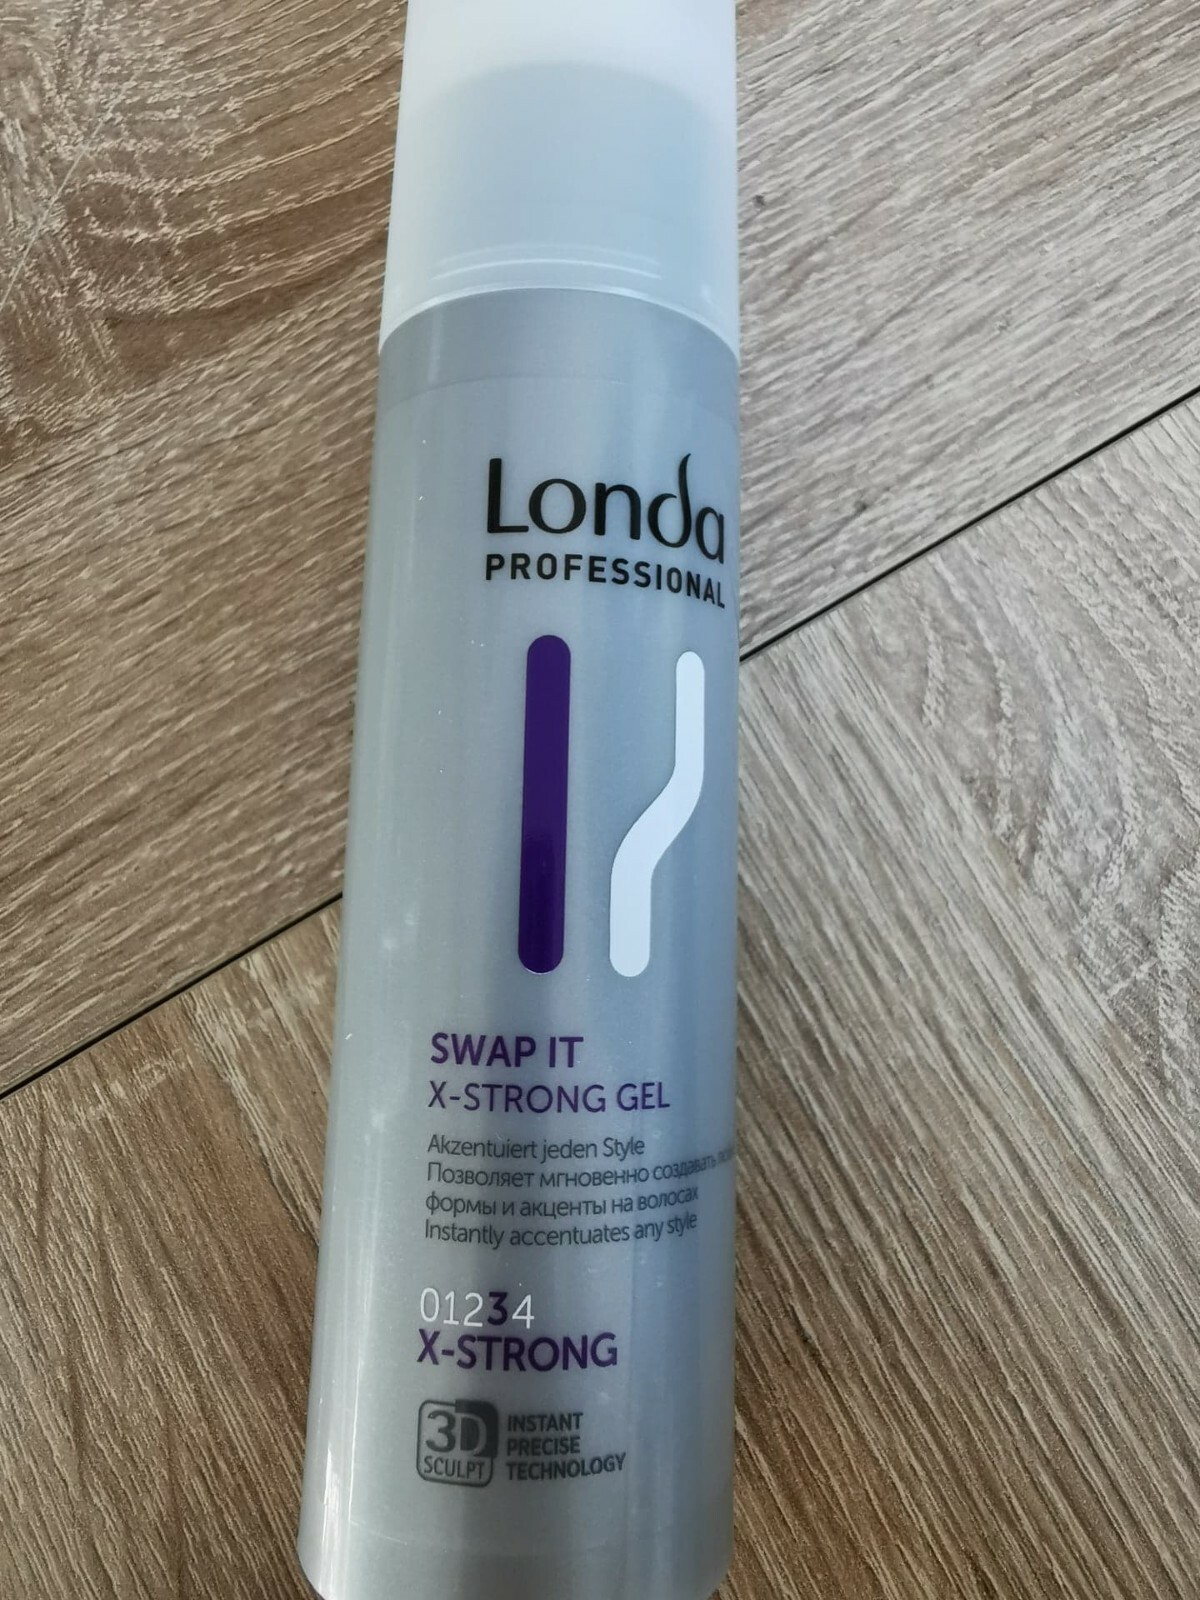 Londa
PROFESSIONAL
SWAP IT
X-STRONG GEL
Akzentuiert jeden Style
Позволяет мгновенно создавать
формы и акценты на волосах
Instantly accentuates any style
01234
X-STRONG
3D
SCULPT
INSTANT
PRECISE
TECHNOLOGY